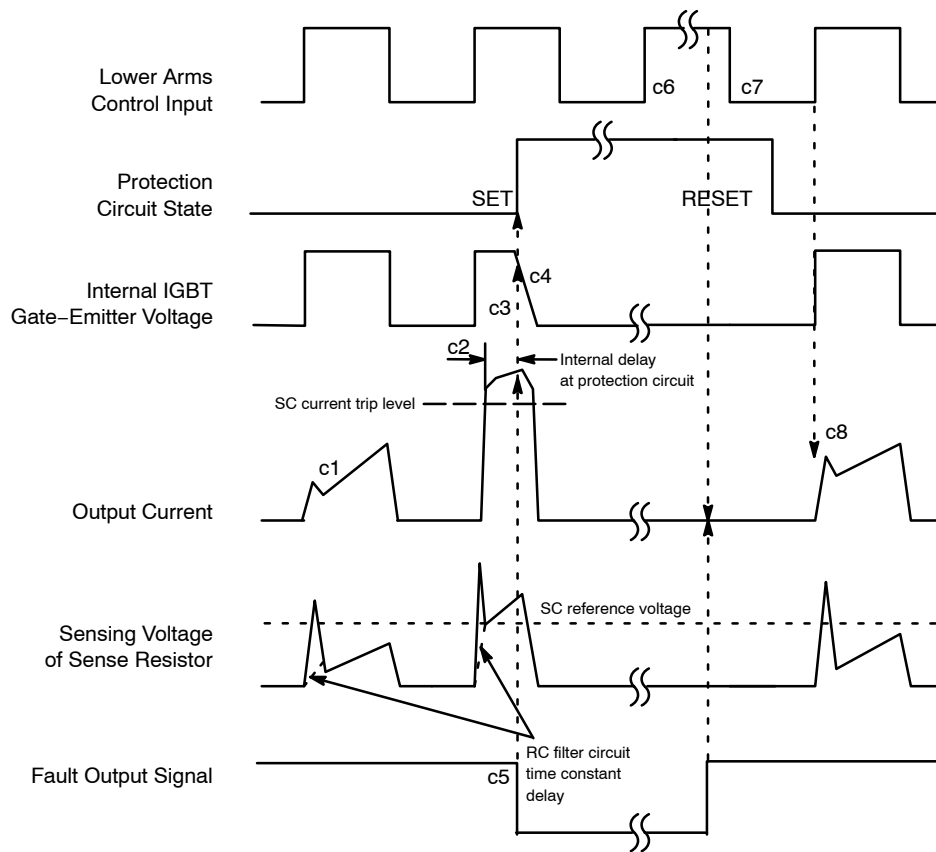 Lower Arms
Control Input
c6
c7
Protection
Circuit State
SET
RESET
Internal IGBT
Gate−Emitter Voltage
c3
c4
c2
Internal delay
at protection circuit
SC current trip level
c1
c8
Output Current
SC reference voltage
Sensing Voltage
of Sense Resistor
RC filter circuit
time constant
delay
Fault Output Signal
c5